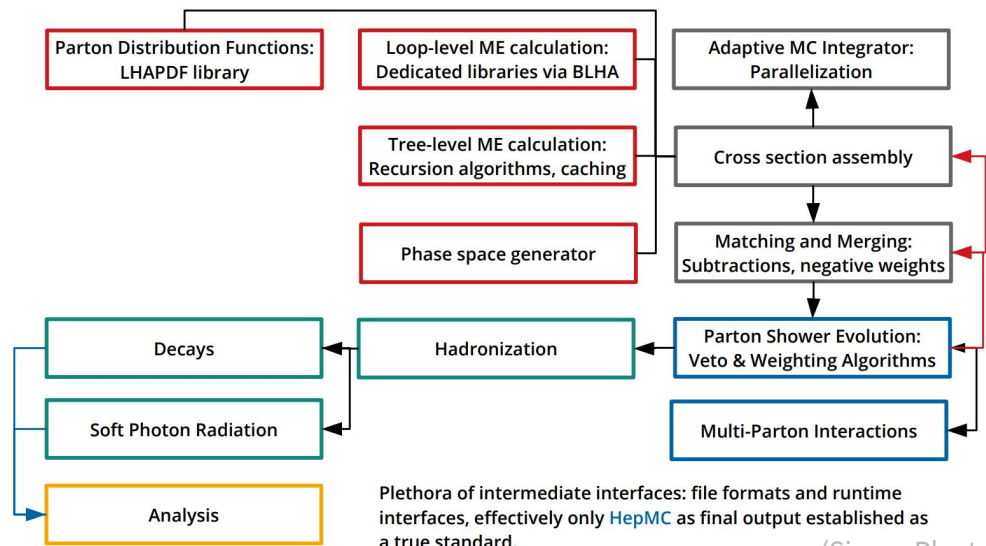 Parton Distribution Functions:
LHAPDF library
Loop-level ME calculation:
Dedicated libraries via BLHA
Adaptive MC Integrator:
Parallelization
Tree-level ME calculation:
Recursion algorithms, caching
Cross section assembly
Phase space generator
Matching and Merging:
Subtractions, negative weights
Decays
Hadronization
Parton Shower Evolution:
Veto & Weighting Algorithms
Soft Photon Radiation
Multi-Parton Interactions
Analysis
Plethora of intermediate interfaces: file formats and runtime
interfaces, effectively only HepMC as final output established as
a true standard.